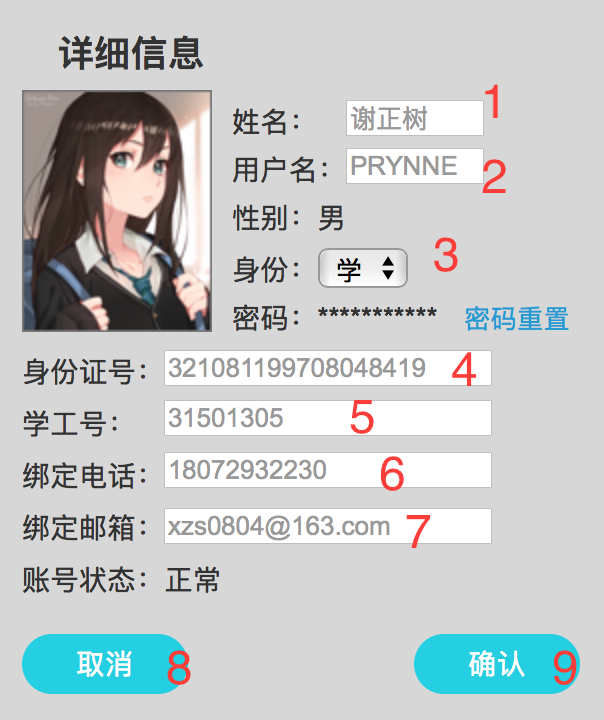 详细信息
姓名： 谢正树 1
用户名： PRYNNE 2
性别： 男
身份： 学 3
密码： *********** 密码重置
身份证号： 321081199708048419 4
学工号： 31501305 5
绑定电话： 18072932230 6
绑定邮箱： xzs0804@163.com 7
账号状态： 正常
取消 8 确认 9